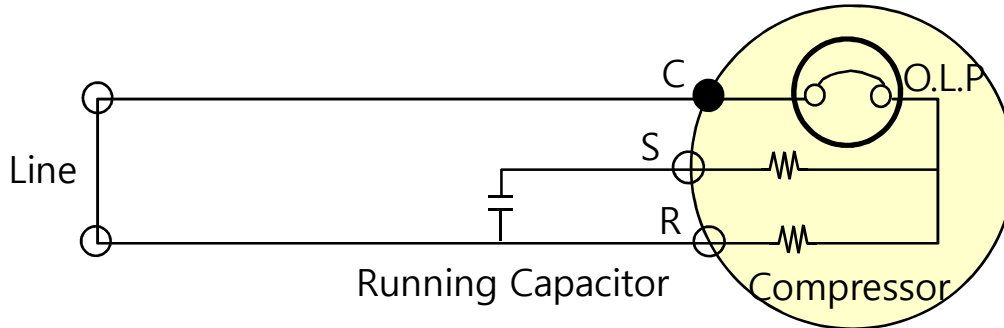 C
O.L.P
S
Line
R
Running Capacitor
Compressor